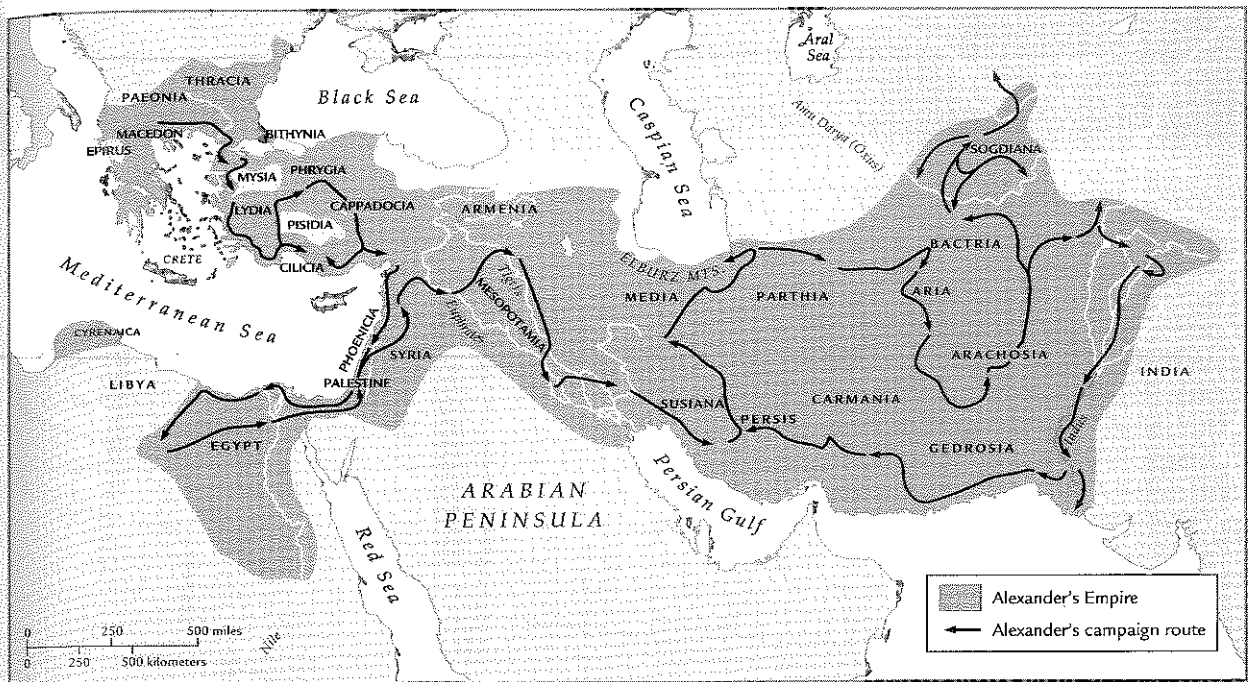 THRACIA
PAEONIA
MACEDON
EPIRUS
BITHYNIA
Black Sea
Caspian Sea
Aral
Sea
Amu Darya (Oxus)
SOGDIANA
MYSIA
PHRYGIA
LYDIA
PISIDIA
CAPPADOCIA
ARMENIA
CILICIA
CRETE
Mediterranean Sea
CYRENAICA
LIBYA
EGYPT
PHOENICIA
PALESTINE
SYRIA
Euphrates
Tigris
MESOPOTAMIA
ELBURZ MTS.
MEDIA
PARTHIA
BACTRIA
ARIA
ARACHOSIA
INDIA
SUSIANA
PERSIS
CARMANIA
GEDROSIA
Indus
Persian Gulf
ARABIAN
PENINSULA
Red Sea
Nile
0 250 500 miles
0 250 500 kilometers
Alexander's Empire
Alexander's campaign route